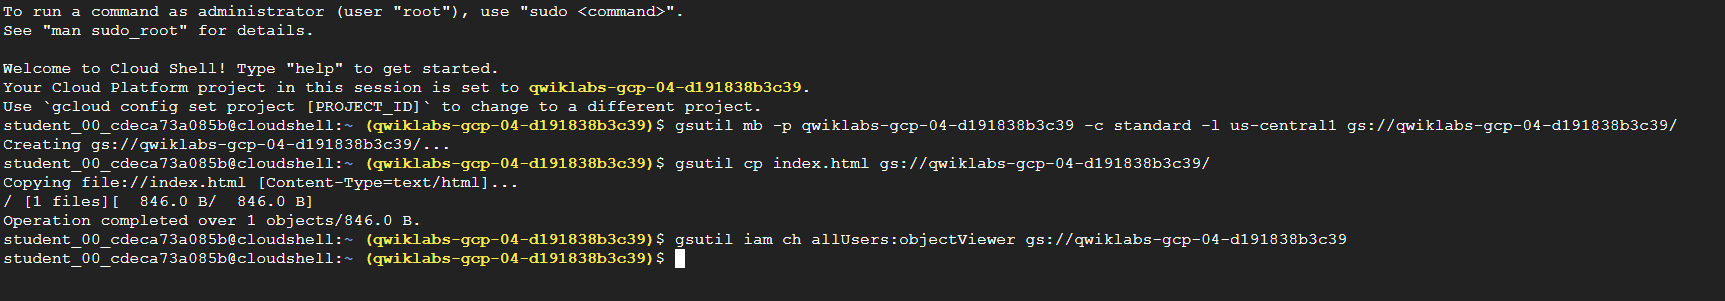 To run a command as administrator (user "root"), use "sudo <command>".
See "man sudo_root" for details.
Welcome to Cloud Shell! Type "help" to get started.
Your Cloud Platform project in this session is set to qwiklabs-gcp-04-d191838b3c39.
Use `gcloud config set project [PROJECT_ID]` to change to a different project.
student_00_cdeca73a085b@cloudshell:~ (qwiklabs-gcp-04-d191838b3c39)$ gsutil mb -p qwiklabs-gcp-04-d191838b3c39 -c standard -l us-central1 gs://qwiklabs-gcp-04-d191838b3c39/
Creating gs://qwiklabs-gcp-04-d191838b3c39/...
student_00_cdeca73a085b@cloudshell:~ (qwiklabs-gcp-04-d191838b3c39)$ gsutil cp index.html gs://qwiklabs-gcp-04-d191838b3c39/
Copying file://index.html [Content-Type=text/html]...
/ [1 files][  846.0 B/  846.0 B]
Operation completed over 1 objects/846.0 B.
student_00_cdeca73a085b@cloudshell:~ (qwiklabs-gcp-04-d191838b3c39)$ gsutil iam ch allUsers:objectViewer gs://qwiklabs-gcp-04-d191838b3c39
student_00_cdeca73a085b@cloudshell:~ (qwiklabs-gcp-04-d191838b3c39)$